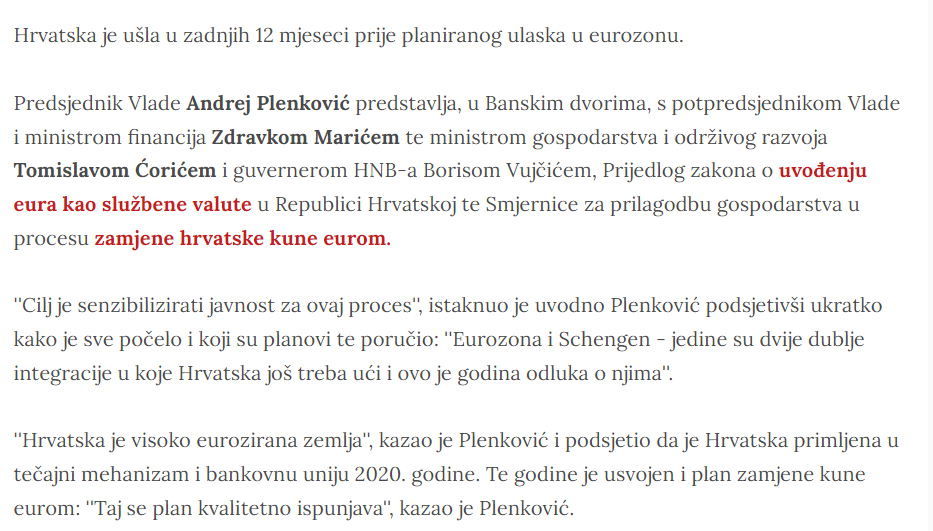 Hrvatska je ušla u zadnjih 12 mjeseci prije planiranog ulaska u eurozonu.
Predsjednik Vlade Andrej Plenković predstavlja, u Banskim dvorima, s potpredsjednikom Vlade
i ministrom financija Zdravkom Marićem te ministrom gospodarstva i održivog razvoja
Tomislavom Ćorićem i guvernerom HNB-a Borisom Vujčićem, Prijedlog zakona o uvođenju
eura kao službene valute u Republici Hrvatskoj te Smjernice za prilagodbu gospodarstva u
procesu zamjene hrvatske kune eurom.
''Cilj je senzibilizirati javnost za ovaj proces'', istaknuo je uvodno Plenković podsjetivši ukratko
kako je sve počelo i koji su planovi te poručio: ''Eurozona i Schengen - jedine su dvije dublje
integracije u koje Hrvatska još treba ući i ovo je godina odluka o njima''.
''Hrvatska je visoko eurozirana zemlja'', kazao je Plenković i podsjetio da je Hrvatska primljena u
tečajni mehanizam i bankovnu uniju 2020. godine. Te godine je usvojen i plan zamjene kune
eurom: ''Taj se plan kvalitetno ispunjava'', kazao je Plenković.